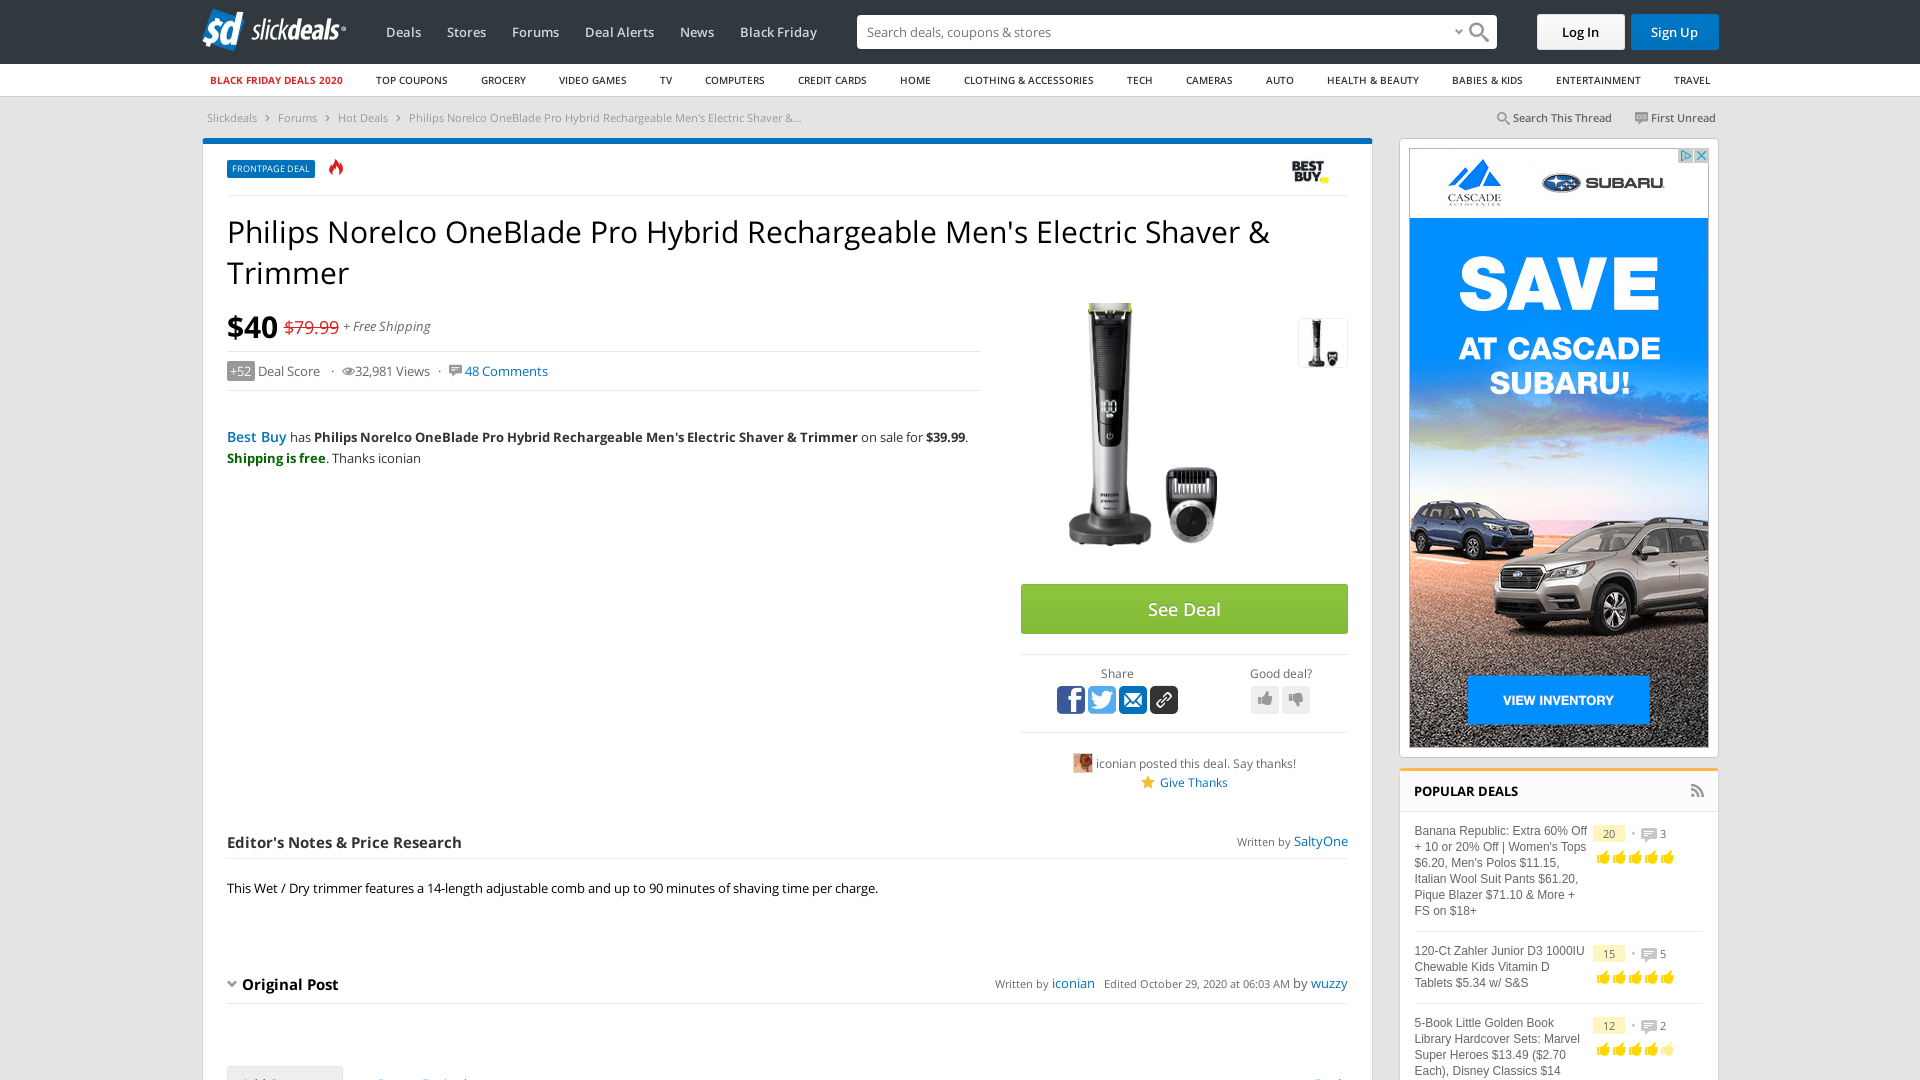 slickdeals
Deals
Stores
Forums
Deal Alerts
News
Black Friday
Search deals, coupons & stores
Log In
Sign Up
BLACK FRIDAY DEALS 2020
TOP COUPONS
GROCERY
VIDEO GAMES
TV
COMPUTERS
CREDIT CARDS
HOME
CLOTHING & ACCESSORIES
TECH
CAMERAS
AUTO
HEALTH & BEAUTY
BABIES & KIDS
ENTERTAINMENT
TRAVEL
Slickdeals > Forums > Hot Deals > Philips Norelco OneBlade Pro Hybrid Rechargeable Men's Electric Shaver &...
Search This Thread
First Unread
FRONTPAGE DEAL
BEST BUY
Philips Norelco OneBlade Pro Hybrid Rechargeable Men's Electric Shaver &
Trimmer
$40 $79.99 + Free Shipping
+52 Deal Score · 32,981 Views · 48 Comments
Best Buy has Philips Norelco OneBlade Pro Hybrid Rechargeable Men's Electric Shaver & Trimmer on sale for $39.99.
Shipping is free. Thanks iconian
100
PHILIPS
See Deal
Share
Good deal?
iconian posted this deal. Say thanks!
Give Thanks
Editor's Notes & Price Research
Written by SaltyOne
This Wet / Dry trimmer features a 14-length adjustable comb and up to 90 minutes of shaving time per charge.
Original Post
Written by iconian Edited October 29, 2020 at 06:03 AM by wuzzy
CASCADE
AUTOCENTER
SUBARU
SAVE
AT CASCADE
SUBARU!
VIEW INVENTORY
POPULAR DEALS
Banana Republic: Extra 60% Off
+ 10 or 20% Off | Women's Tops
$6.20, Men's Polos $11.15,
Italian Wool Suit Pants $61.20,
Pique Blazer $71.10 & More +
FS on $18+
20 • 3
120-Ct Zahler Junior D3 1000IU
Chewable Kids Vitamin D
Tablets $5.34 w/ S&S
15 • 5
5-Book Little Golden Book
Library Hardcover Sets: Marvel
Super Heroes $13.49 ($2.70
Each), Disney Classics $14
12 • 2